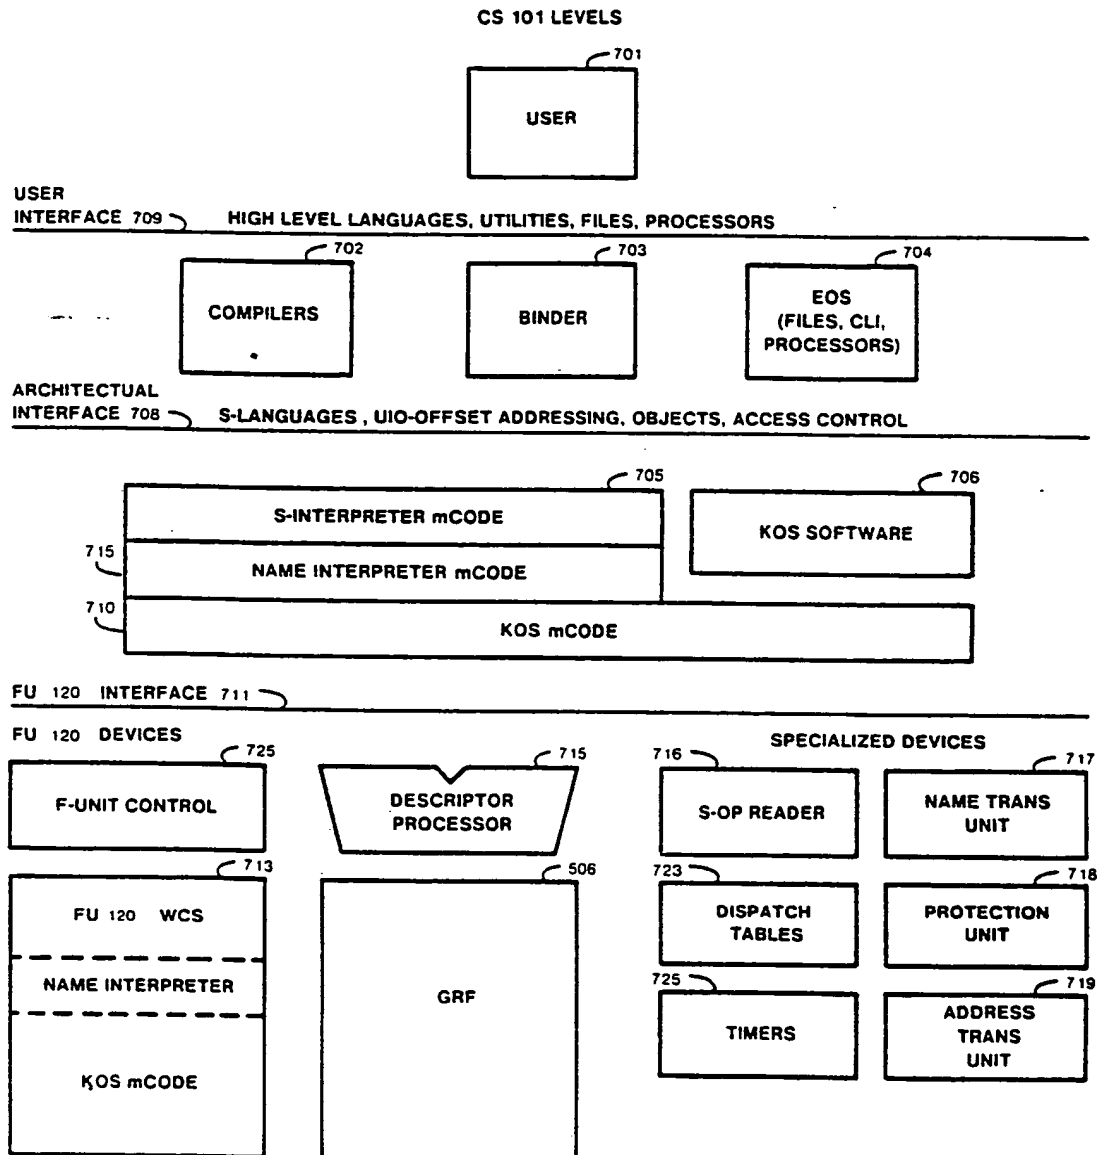 CS 101 LEVELS
701
USER
USER
INTERFACE 709
HIGH LEVEL LANGUAGES, UTILITIES, FILES, PROCESSORS
702
703
704
COMPILERS
BINDER
EOS
(FILES, CLI,
PROCESSORS)
ARCHITECTUAL
INTERFACE 708
S-LANGUAGES , UIO-OFFSET ADDRESSING, OBJECTS, ACCESS CONTROL
705
706
S-INTERPRETER mCODE
KOS SOFTWARE
715
NAME INTERPRETER mCODE
710
KOS mCODE
FU 120 INTERFACE 711
FU 120 DEVICES
SPECIALIZED DEVICES
725
715
716
717
F-UNIT CONTROL
DESCRIPTOR
PROCESSOR
S-OP READER
NAME TRANS
UNIT
713
506
723
718
FU 120 WCS
DISPATCH
TABLES
PROTECTION
UNIT
NAME INTERPRETER
GRF
725
719
TIMERS
ADDRESS
TRANS
UNIT
KOS mCODE